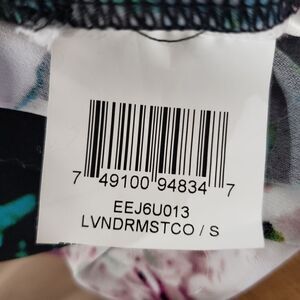 7 49100 94834 7
EEJ6U013
LVNDRMSTCO / S